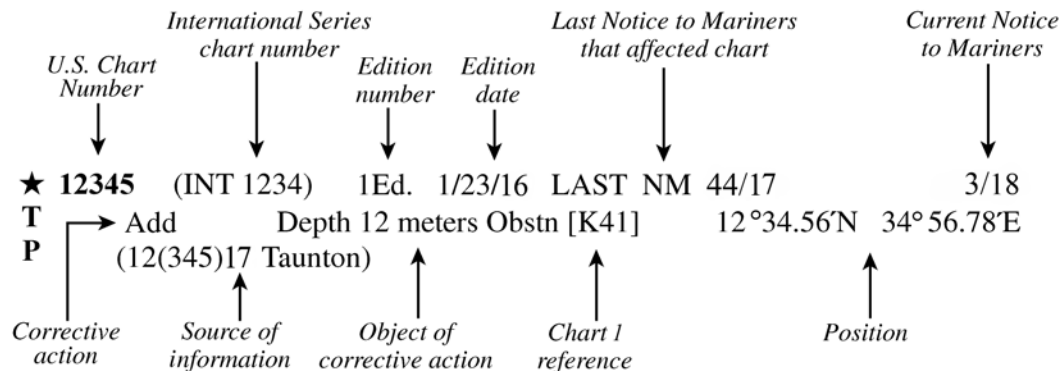 International Series
chart number
Last Notice to Mariners
that affected chart
Current Notice
to Mariners
U.S. Chart
Number
Edition
number
Edition
date
★ 12345 (INT 1234) 1Ed. 1/23/16 LAST NM 44/17 3/18
T Add Depth 12 meters Obstn [K41] 12°34.56′N 34°56.78′E
P (12(345)17 Taunton)
Corrective
action
Source of
information
Object of
corrective action
Chart 1
reference
Position